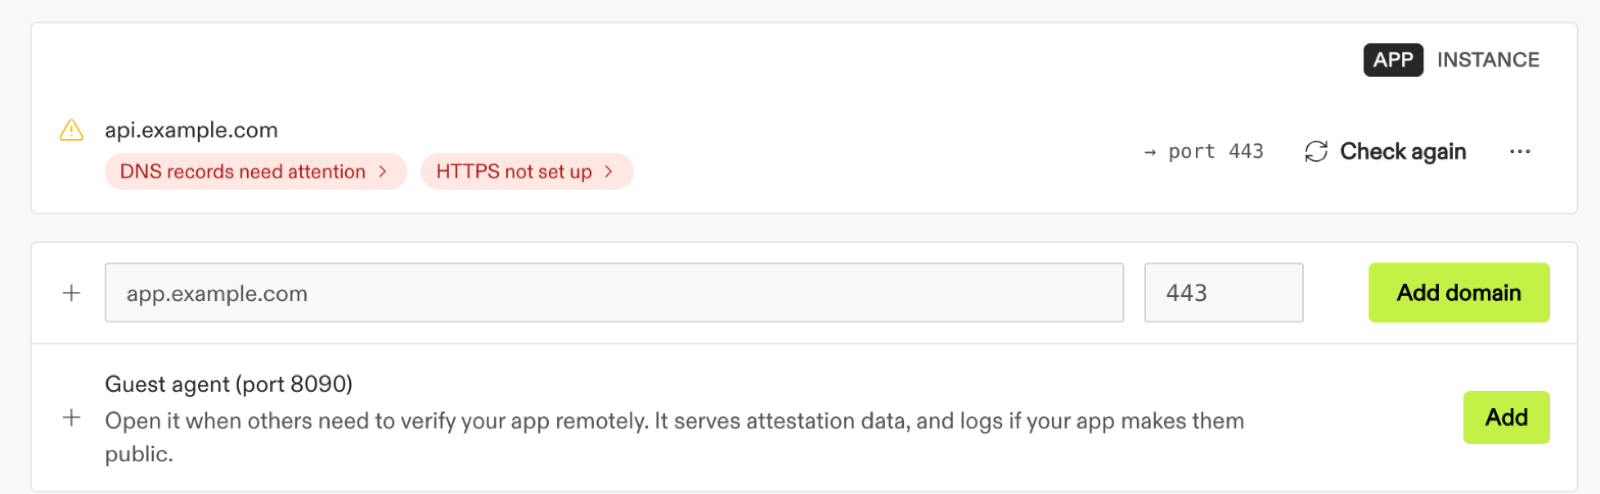 APP INSTANCE
api.example.com
DNS records need attention >
HTTPS not set up >
→ port 443
Check again
...
+ app.example.com
443
Add domain
Guest agent (port 8090)
+ Open it when others need to verify your app remotely. It serves attestation data, and logs if your app makes them
public.
Add